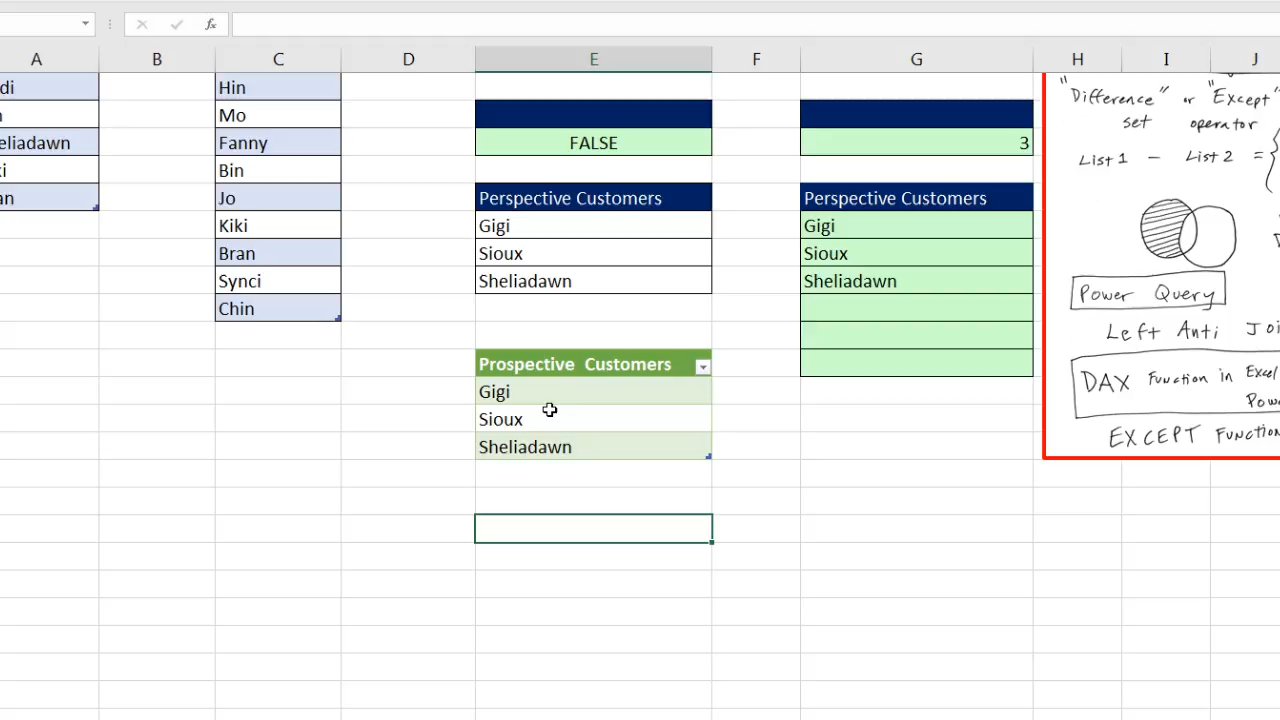 fx
A B C D E F G H I J
di Hin
Mo "Difference" or "Except"
eliadawn Fanny FALSE 3 set operator
Bin List 1 - List 2 = {
Jo Perspective Customers Perspective Customers
Kiki Gigi Gigi
Bran Sioux Sioux
Synci Sheliadawn Sheliadawn
Chin Power Query
Left Anti
Prospective Customers
Gigi DAX Function in Excel
Sioux
Sheliadawn EXCEPT Function